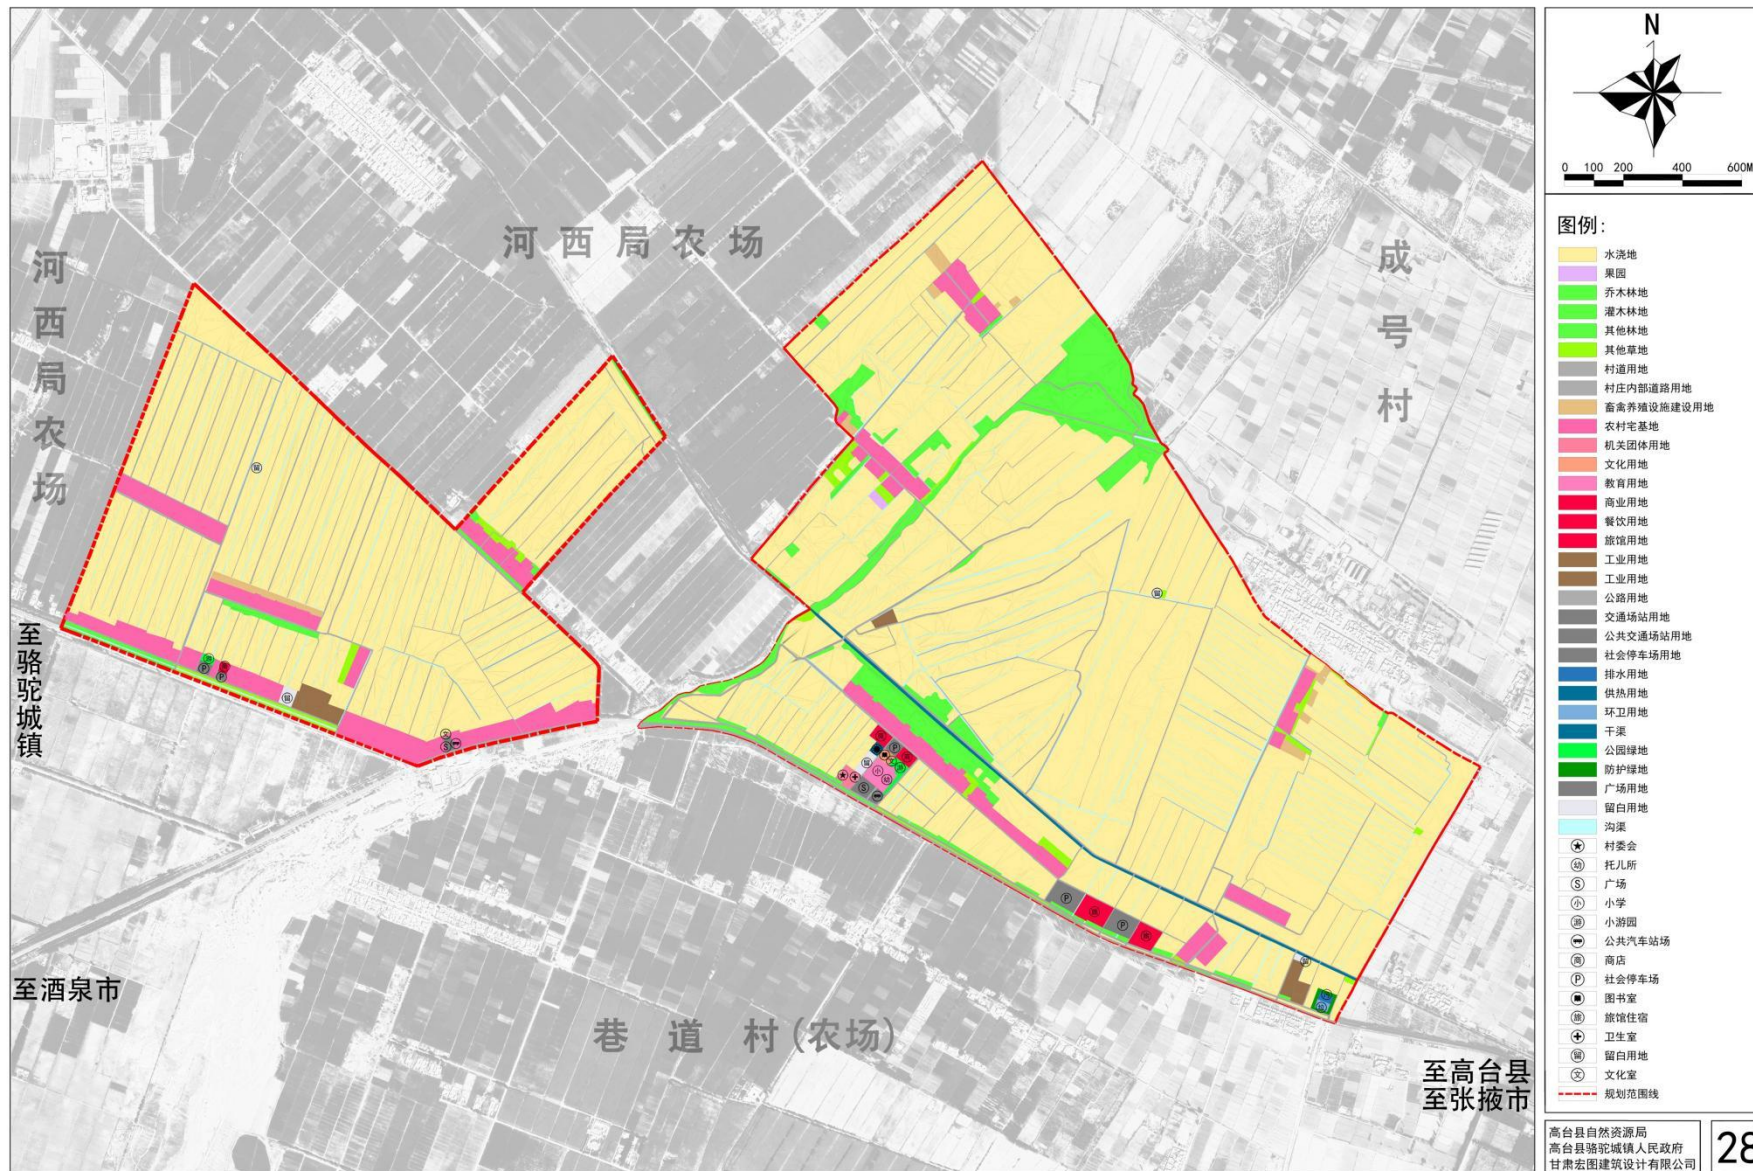 河西局农场
河西局农场
成号村
至骆驼城镇
至酒泉市
巷道村(农场)
至高台县
至张掖市
N
0 100 200 400 600M
图例：
水浇地
果园
乔木林地
灌木林地
其他林地
其他草地
村道用地
村庄内部道路用地
畜禽养殖设施建设用地
农村宅基地
机关团体用地
文化用地
教育用地
商业用地
餐饮用地
旅馆用地
工业用地
工业用地
公路用地
交通场站用地
公共交通场站用地
社会停车场用地
排水用地
供热用地
环卫用地
干渠
公园绿地
防护绿地
广场用地
留白用地
沟渠
村委会
幼 托儿所
S 广场
小 小学
游 小游园
公共汽车站场
商 商店
P 社会停车场
图书室
旅 旅馆住宿
卫生室
留 留白用地
文 文化室
规划范围线
高台县自然资源局
高台县骆驼城镇人民政府
甘肃宏图建筑设计有限公司
28